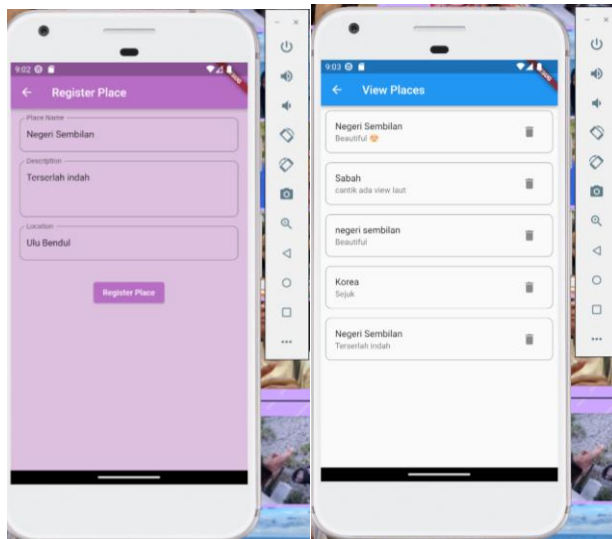 9:02
Register Place
Place Name
Negeri Sembilan
Description
Terserlah indah
Location
Ulu Bendul
Register Place
9:03
View Places
Negeri Sembilan
Beautiful 😍
Sabah
cantik ada view laut
negeri sembilan
Beautiful
Korea
Sejuk
Negeri Sembilan
Terserlah indah